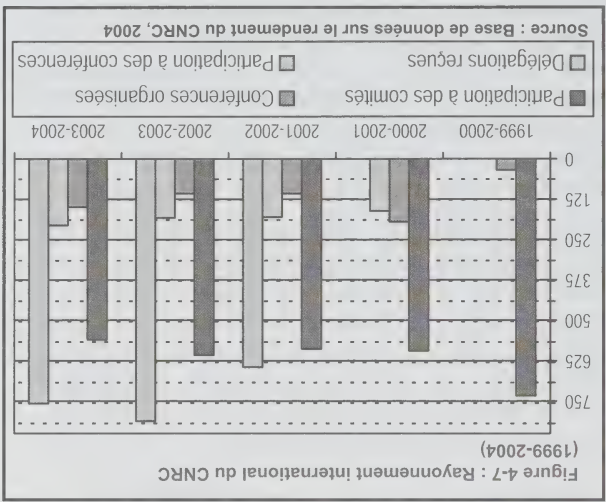 Figure 4-7 : Rayonnement international du CNRC
(1999-2004)
750
625
500
375
250
125
0
1999-2000 2000-2001 2001-2002 2002-2003 2003-2004
Participation à des comités Conférences organisées
Délégations reçues Participation à des conférences
Source : Base de données sur le rendement du CNRC, 2004